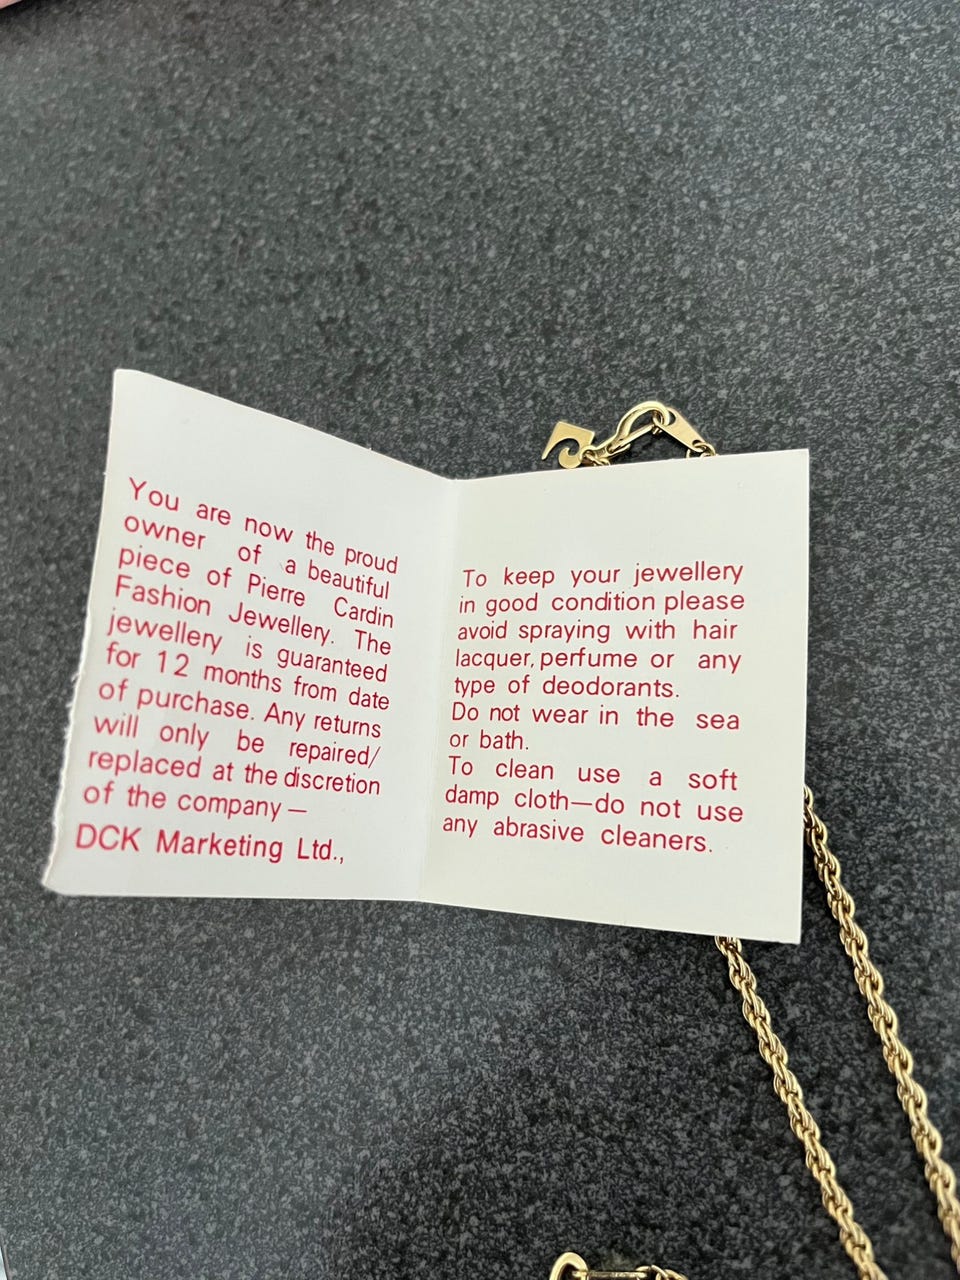 You are now the proud
owner of a beautiful
piece of Pierre Cardin
Fashion Jewellery. The
jewellery is guaranteed
for 12 months from date
of purchase. Any returns
will only be repaired/
replaced at the discretion
of the company —
DCK Marketing Ltd.,
To keep your jewellery
in good condition please
avoid spraying with hair
lacquer, perfume or any
type of deodorants.
Do not wear in the sea
or bath.
To clean use a soft
damp cloth—do not use
any abrasive cleaners.